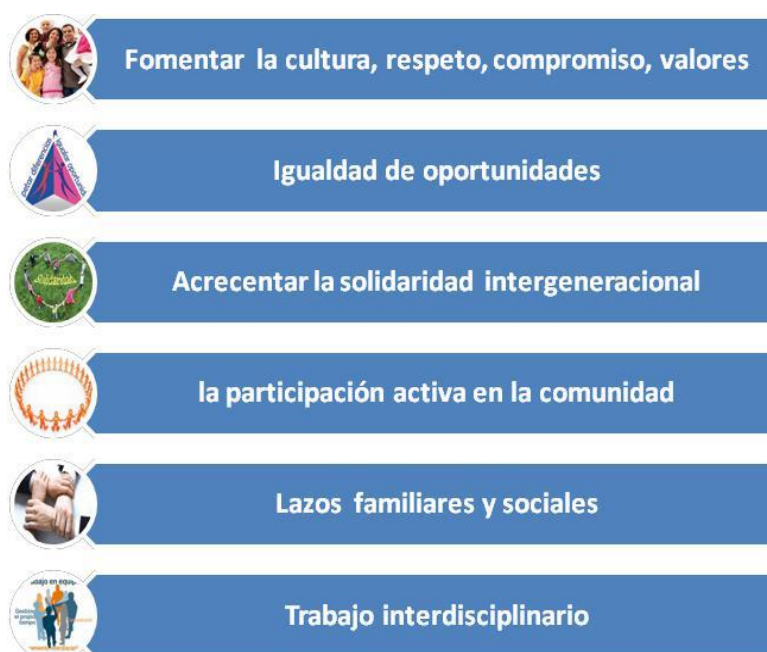 Fomentar la cultura, respeto, compromiso, valores
Igualdad de oportunidades
Acrecentar la solidaridad intergeneracional
la participación activa en la comunidad
Lazos familiares y sociales
Trabajo interdisciplinario